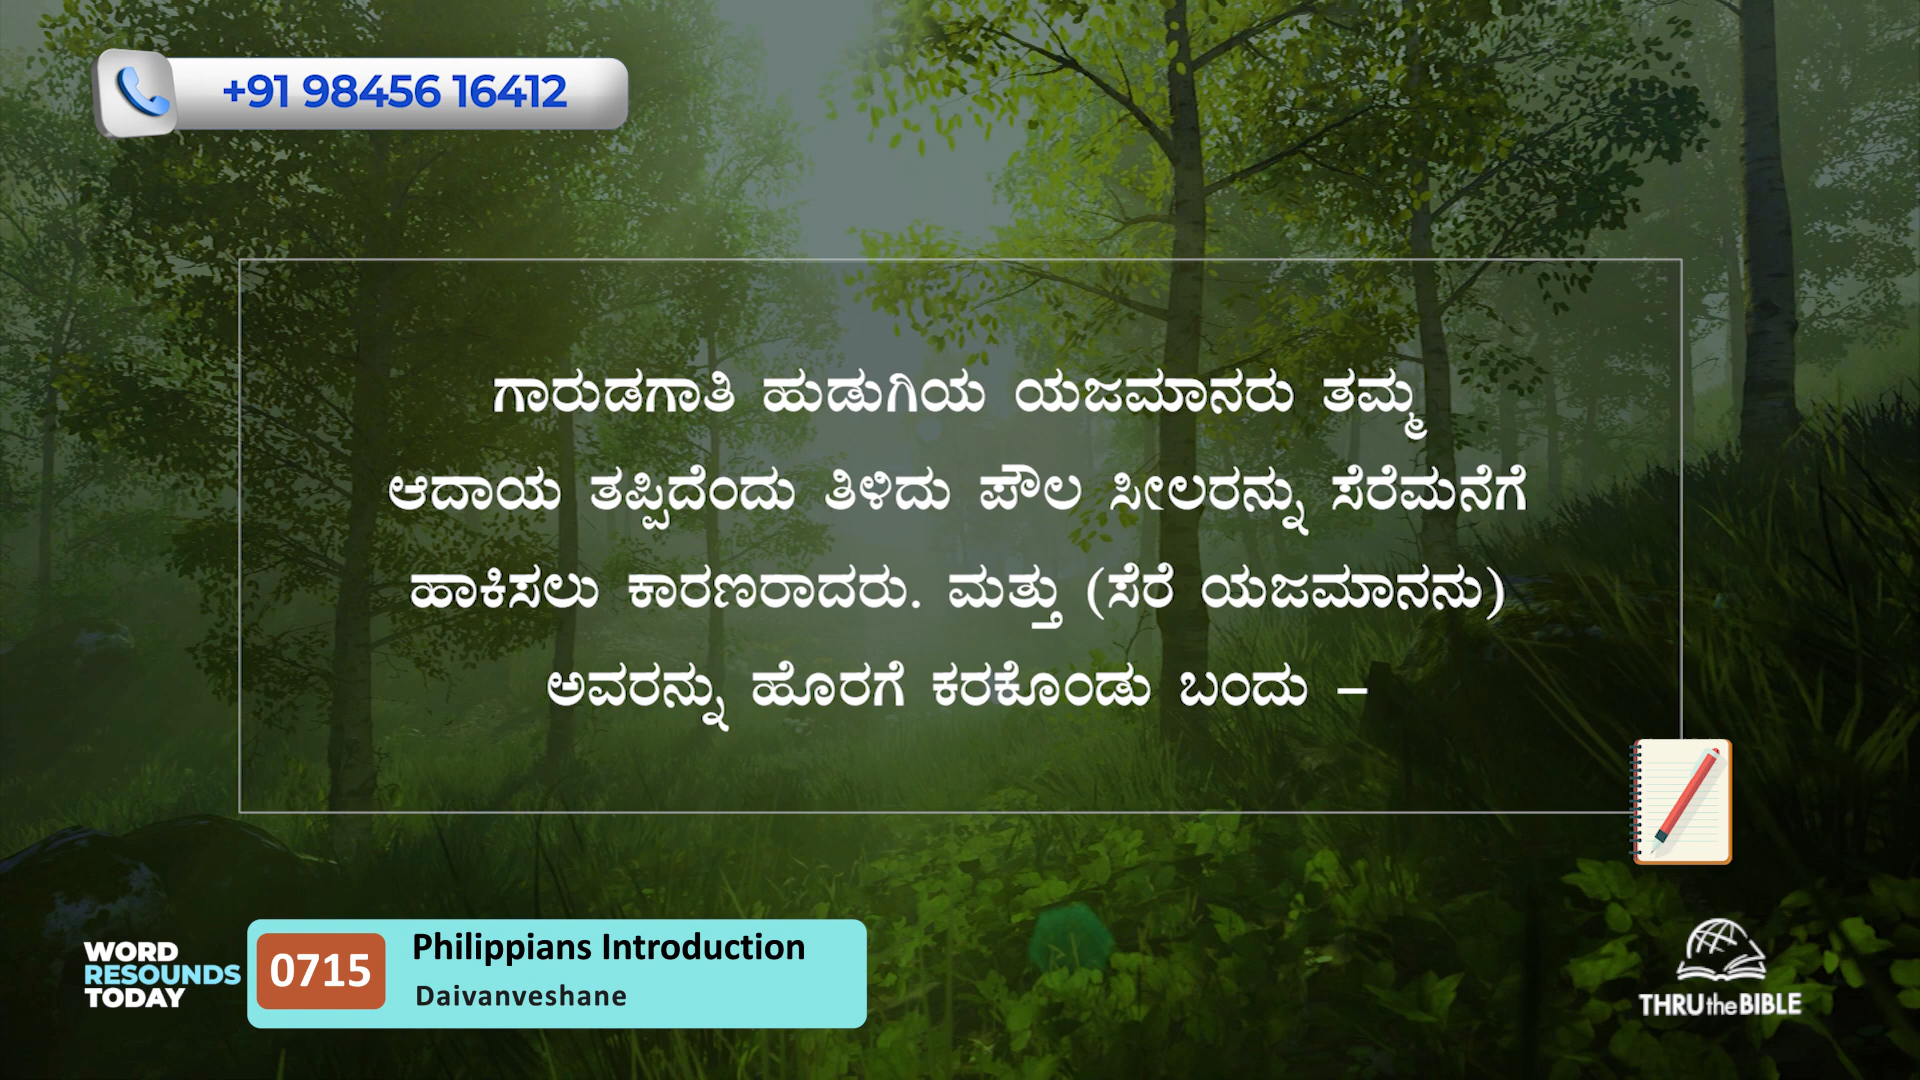 +91 98456 16412
ಗಾರುಡಗಾತಿ ಹುಡುಗಿಯ ಯಜಮಾನರು ತಮ್ಮ
ಆದಾಯ ತಪ್ಪಿದೆಂದು ತಿಳಿದು ಪೌಲ ಸೀಲರನ್ನು ಸೆರೆಮನೆಗೆ
ಹಾಕಿಸಲು ಕಾರಣರಾದರು. ಮತ್ತು (ಸೆರೆ ಯಜಮಾನನು)
ಅವರನ್ನು ಹೊರಗೆ ಕರಕೊಂಡು ಬಂದು –
WORD
RESOUNDS
TODAY
0715
Philippians Introduction
Daivanveshane
THRU the BIBLE